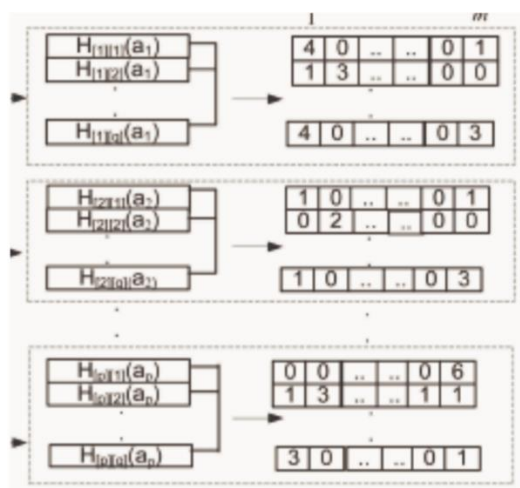 1 m
H[1][1](a1) 4 0 .. .. 0 1
H[1][2](a1) 1 3 .. .. 0 0
H[1][q](a1) 4 0 .. .. 0 3
H[2][1](a2) 1 0 .. .. 0 1
H[2][2](a2) 0 2 .. .. 0 0
H[2][q](a2) 1 0 .. .. 0 3
H[p][1](ap) 0 0 .. .. 0 6
H[p][2](ap) 1 3 .. .. 1 1
H[p][q](ap) 3 0 .. .. 0 1